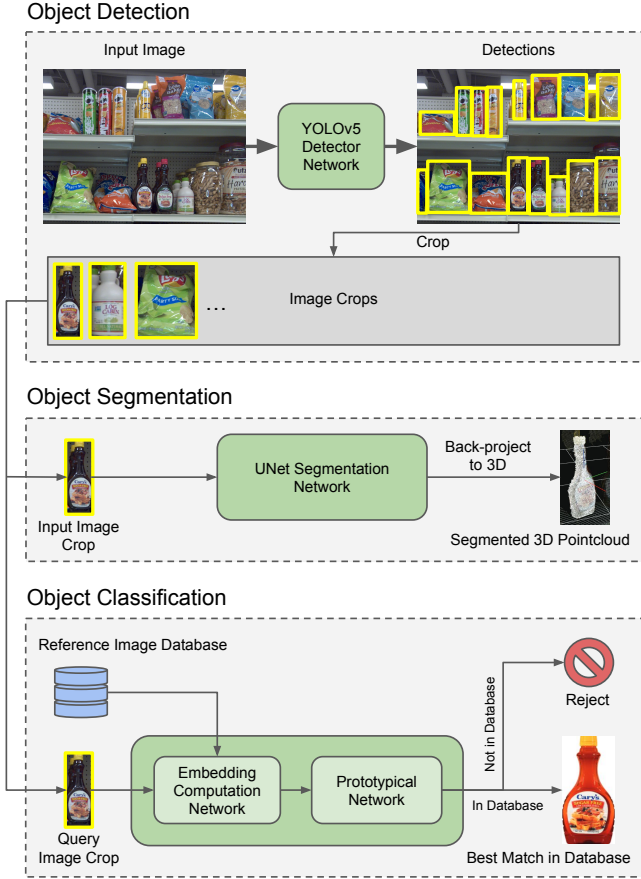 Object Detection
Input Image
Detections
YOLOv5
Detector
Network
Crop
Image Crops
...
Object Segmentation
UNet Segmentation
Network
Back-project
to 3D
Input Image
Crop
Segmented 3D Pointcloud
Object Classification
Reference Image Database
Reject
Not in Database
Embedding
Computation
Network
Prototypical
Network
In Database
Cary's
Query
Image Crop
Best Match in Database